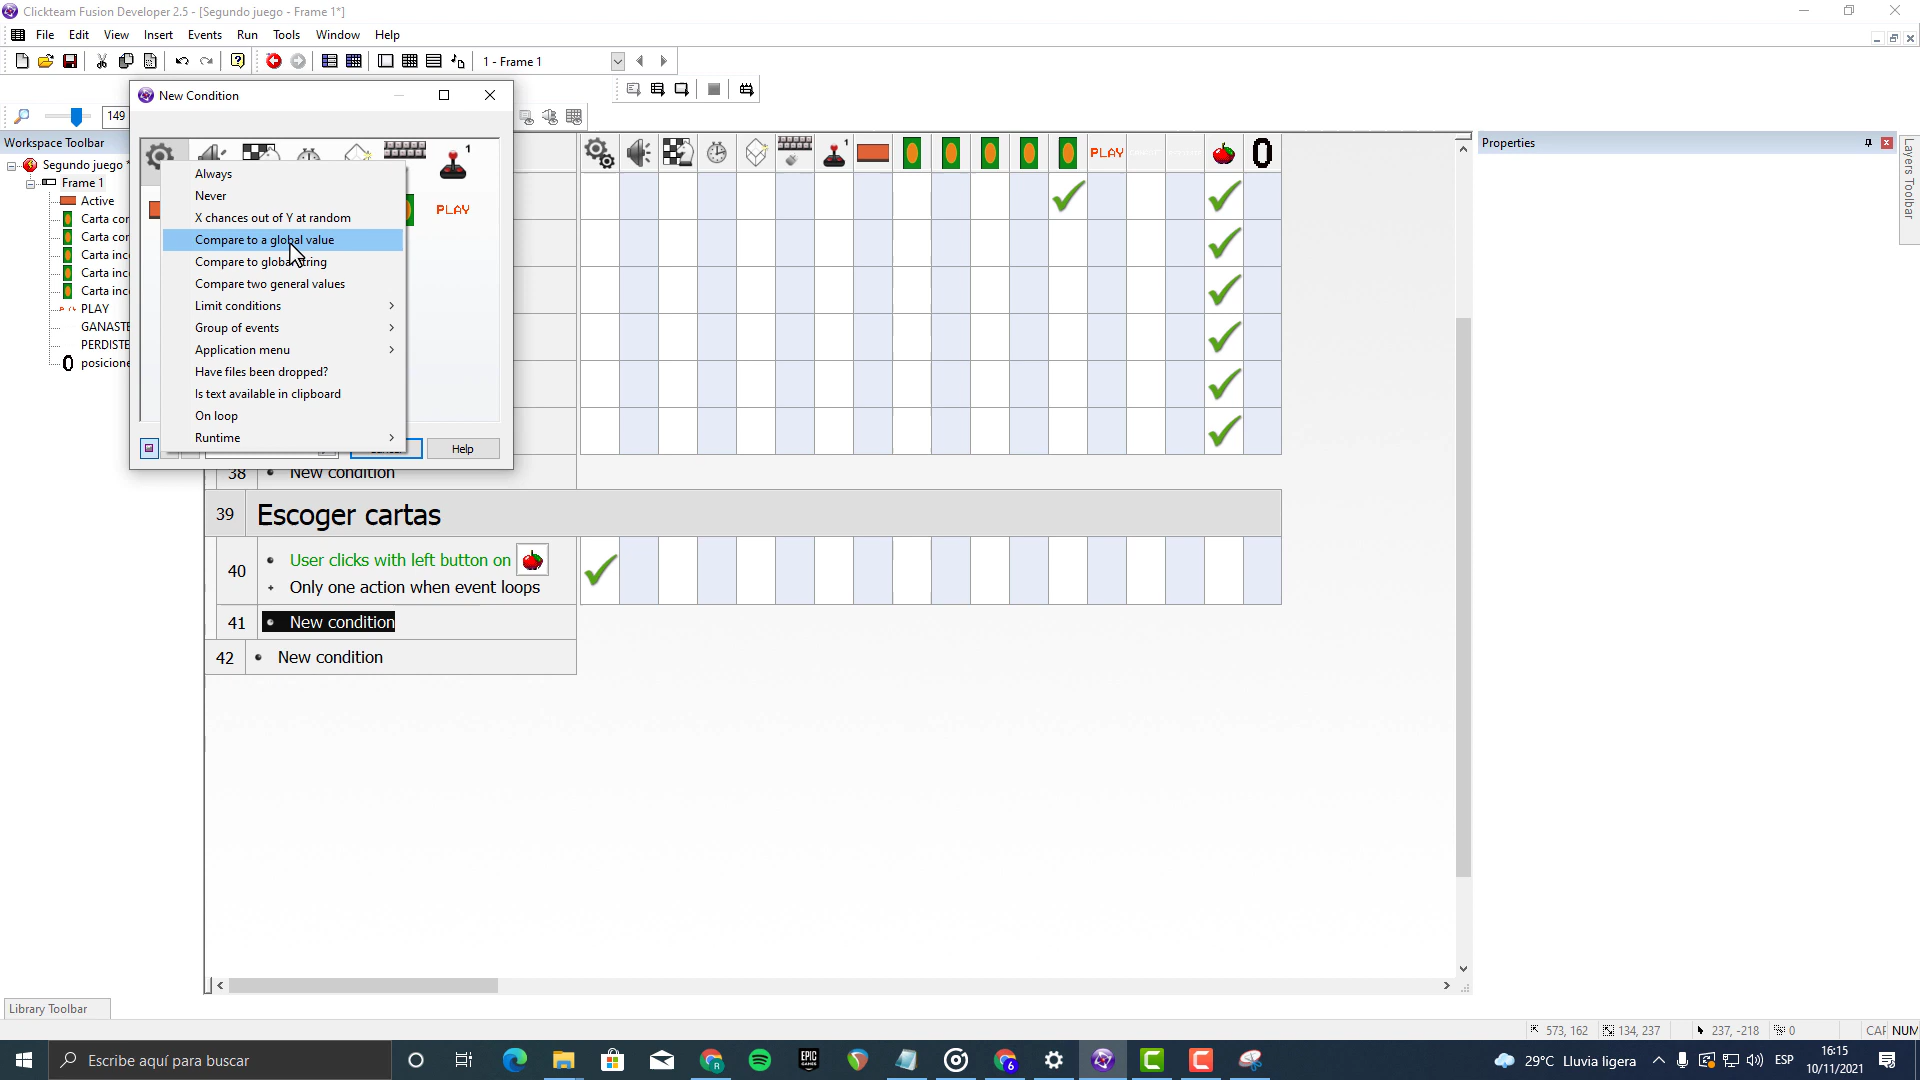 Clickteam Fusion Developer 2.5 - [Segundo juego - Frame 1*]
File Edit View Insert Events Run Tools Window Help
1 - Frame 1
149
New Condition
Workspace Toolbar
Segundo juego *
Frame 1
Active
Carta cor
Carta cor
Carta inc
Carta inc
Carta inc
PLAY
GANASTE
PERDISTE
posicione
Always
Never
X chances out of Y at random
Compare to a global value
Compare to global string
Compare two general values
Limit conditions
Group of events
Application menu
Have files been dropped?
Is text available in clipboard
On loop
Runtime
1
PLAY
Help
1
PLAY
0
Properties
Layers Toolbar
38 New condition
39 Escoger cartas
40 User clicks with left button on
Only one action when event loops
41 New condition
42 New condition
Library Toolbar
573, 162 134, 237 237, -218 0 CAP NUM
Escribe aquí para buscar
29°C Lluvia ligera
ESP
16:15
10/11/2021